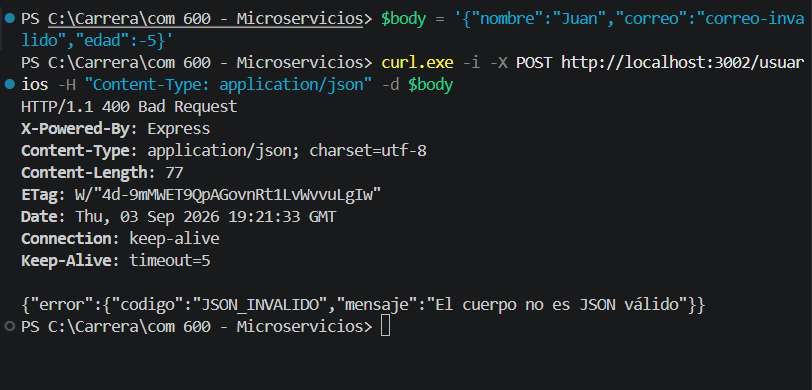 PS C:\Carrera\com 600 - Microservicios> $body = '{"nombre":"Juan","correo":"correo-inva
lido","edad":-5}'
PS C:\Carrera\com 600 - Microservicios> curl.exe -i -X POST http://localhost:3002/usuar
ios -H "Content-Type: application/json" -d $body
HTTP/1.1 400 Bad Request
X-Powered-By: Express
Content-Type: application/json; charset=utf-8
Content-Length: 77
ETag: W/"4d-9mMWET9QpAGovnRt1LvWvvuLgIw"
Date: Thu, 03 Sep 2026 19:21:33 GMT
Connection: keep-alive
Keep-Alive: timeout=5
{"error":{"codigo":"JSON_INVALIDO","mensaje":"El cuerpo no es JSON válido"}}
PS C:\Carrera\com 600 - Microservicios>